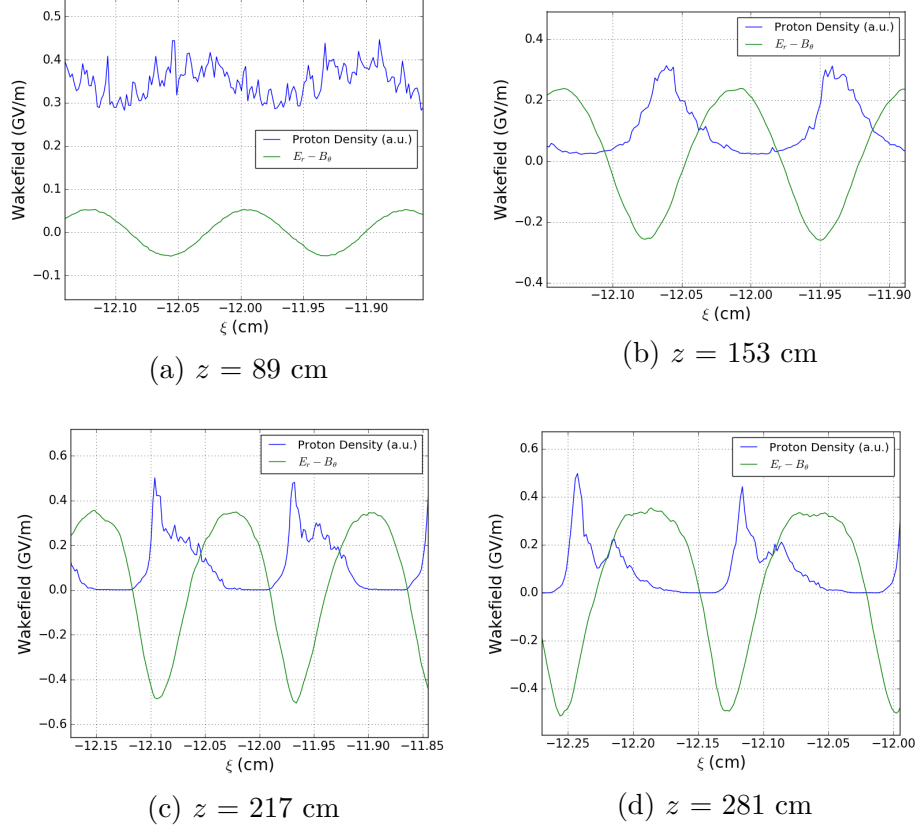 Wakefield (GV/m)
0.5
0.4
0.3
0.2
0.1
0.0
−0.1
Proton Density (a.u.)
E_r − B_θ
−12.10 −12.05 −12.00 −11.95 −11.90
ξ (cm)
(a) z = 89 cm
Wakefield (GV/m)
0.4
0.2
0.0
−0.2
−0.4
Proton Density (a.u.)
E_r − B_θ
−12.10 −12.05 −12.00 −11.95 −11.90
ξ (cm)
(b) z = 153 cm
Wakefield (GV/m)
0.6
0.4
0.2
0.0
−0.2
−0.4
−0.6
Proton Density (a.u.)
E_r − B_θ
−12.15 −12.10 −12.05 −12.00 −11.95 −11.90 −11.85
ξ (cm)
(c) z = 217 cm
Wakefield (GV/m)
0.6
0.4
0.2
0.0
−0.2
−0.4
Proton Density (a.u.)
E_r − B_θ
−12.25 −12.20 −12.15 −12.10 −12.05 −12.00
ξ (cm)
(d) z = 281 cm